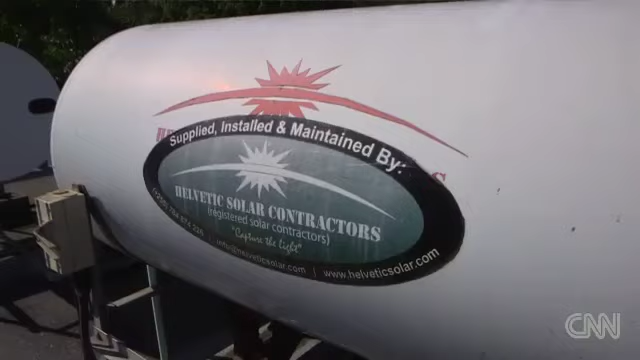 Supplied, Installed & Maintained By:
HELVETIC SOLAR CONTRACTORS
(registered solar contractors)
"Capture the light"
info@helveticsolar.com | www.helveticsolar.com
CNN